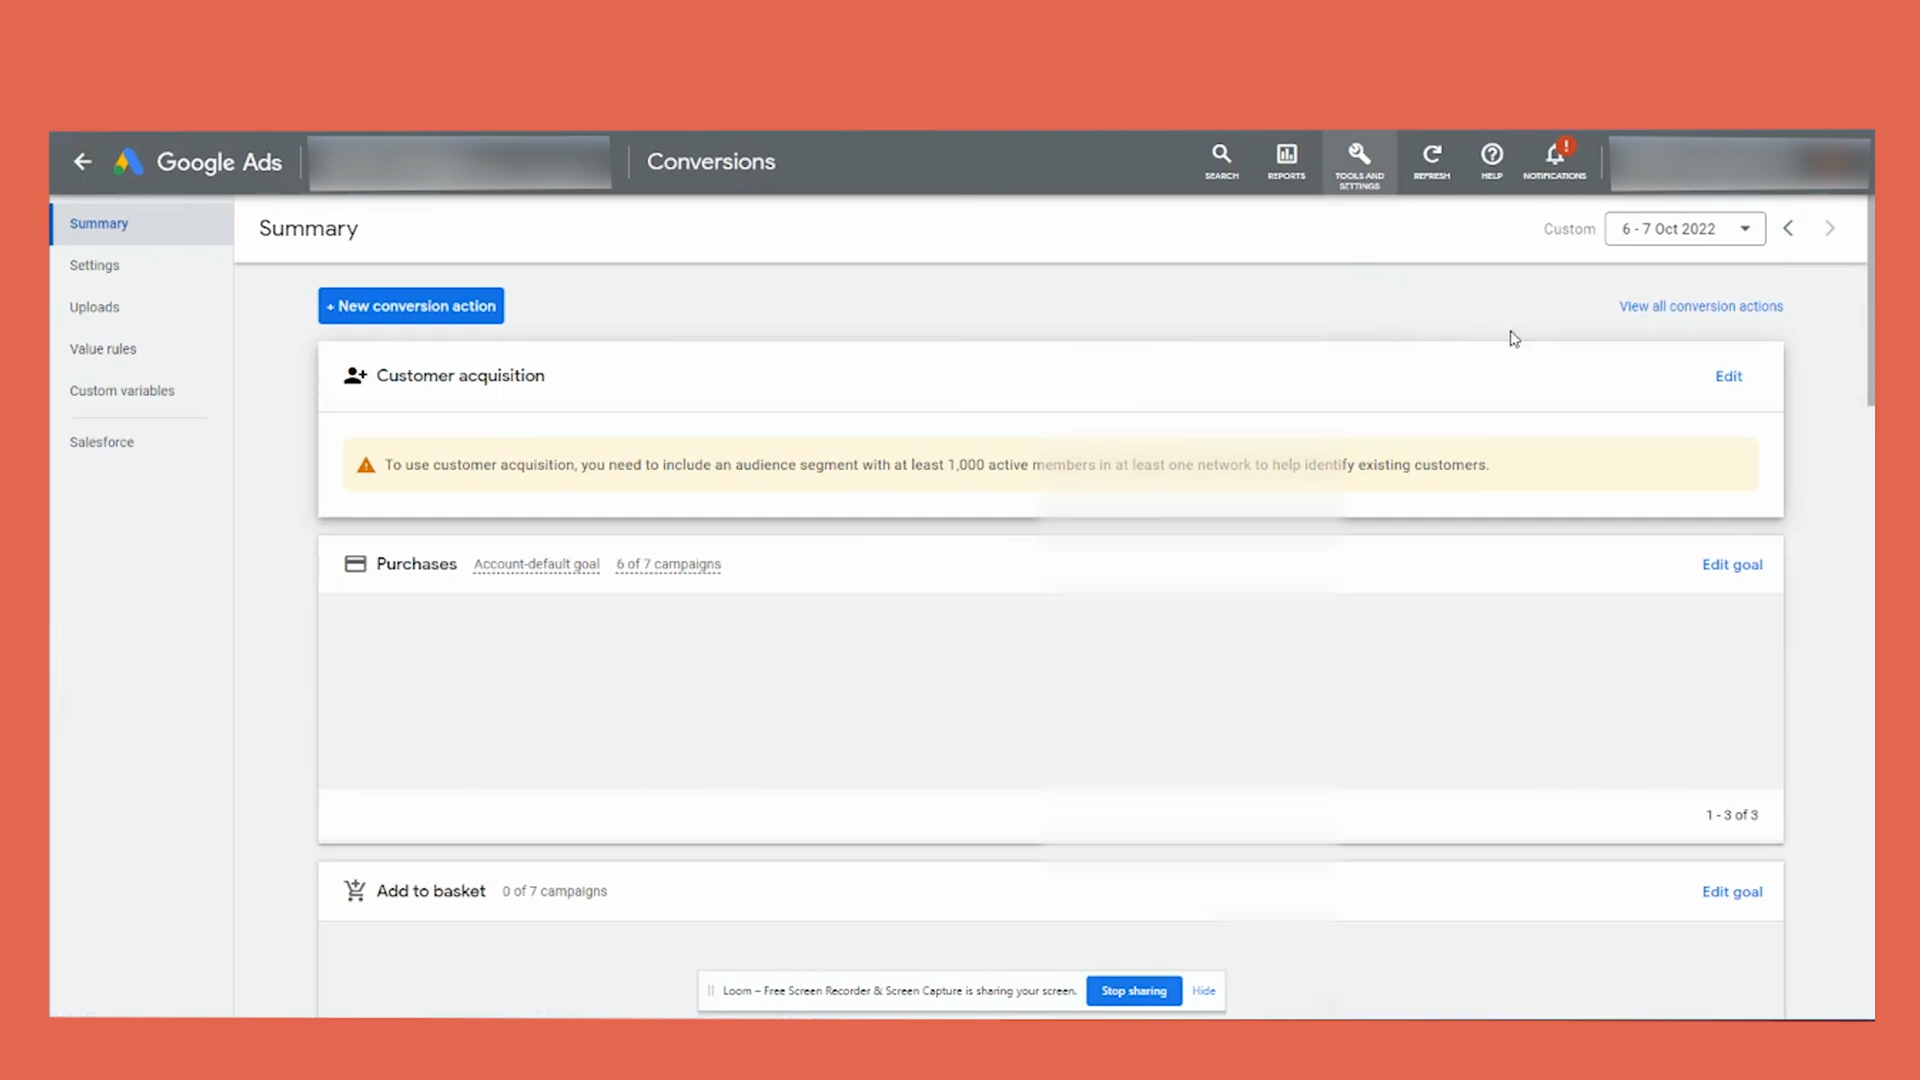 Google Ads
Conversions
SEARCH
REPORTS
TOOLS AND
SETTINGS
REFRESH
HELP
!
NOTIFICATIONS
Summary
Settings
Uploads
Value rules
Custom variables
Salesforce
Summary
Custom
6 - 7 Oct 2022
+ New conversion action
View all conversion actions
Customer acquisition
Edit
To use customer acquisition, you need to include an audience segment with at least 1,000 active members in at least one network to help identify existing customers.
Purchases Account-default goal 6 of 7 campaigns
Edit goal
1 - 3 of 3
Add to basket 0 of 7 campaigns
Edit goal
Loom – Free Screen Recorder & Screen Capture is sharing your screen.
Stop sharing
Hide